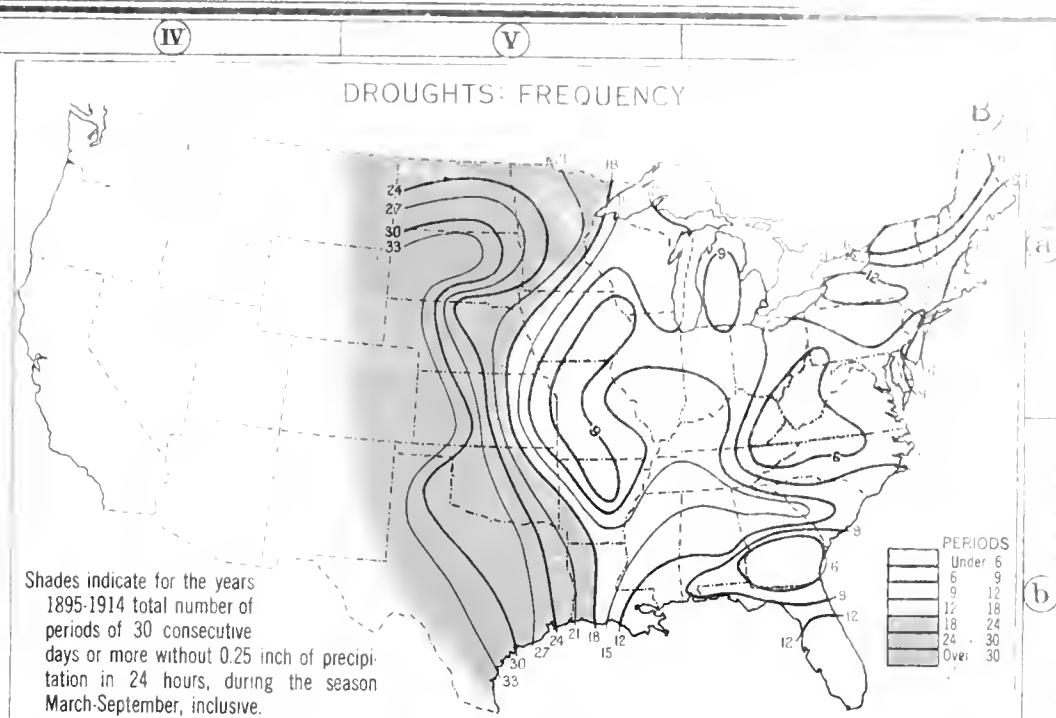 IV V
DROUGHTS: FREQUENCY
B
18
24
27
30
33
9
6
12
a
9
6
9
6
12
12
PERIODS
Under 6
6 9
9 12
12 18
18 24
24 - 30
Over 30
b
Shades indicate for the years
1895-1914 total number of
periods of 30 consecutive
days or more without 0.25 inch of precipi-
tation in 24 hours, during the season
March-September, inclusive.
24 21 18 12
30 27 15
33